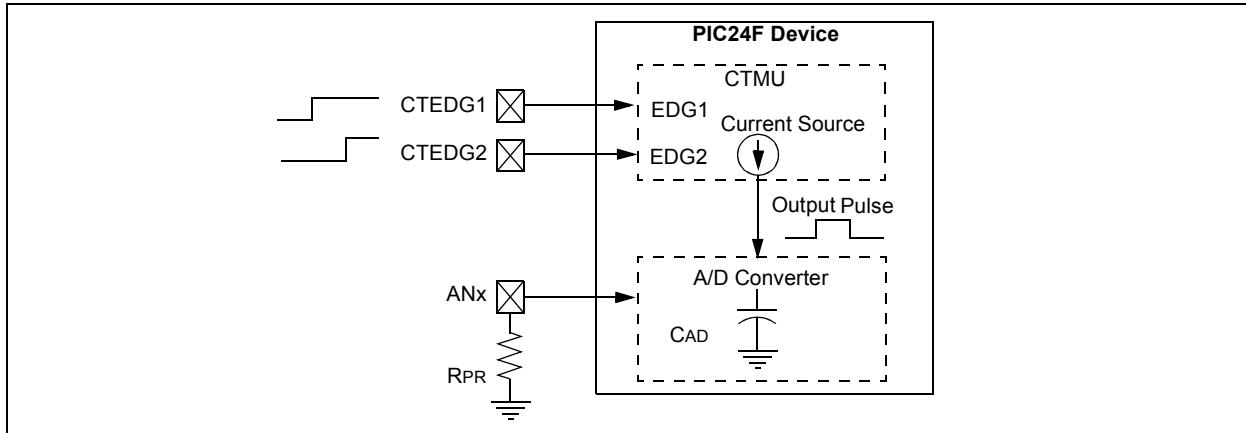 PIC24F Device
CTMU
CTEDG1
EDG1
Current Source
CTEDG2
EDG2
Output Pulse
A/D Converter
ANx
CAD
RPR